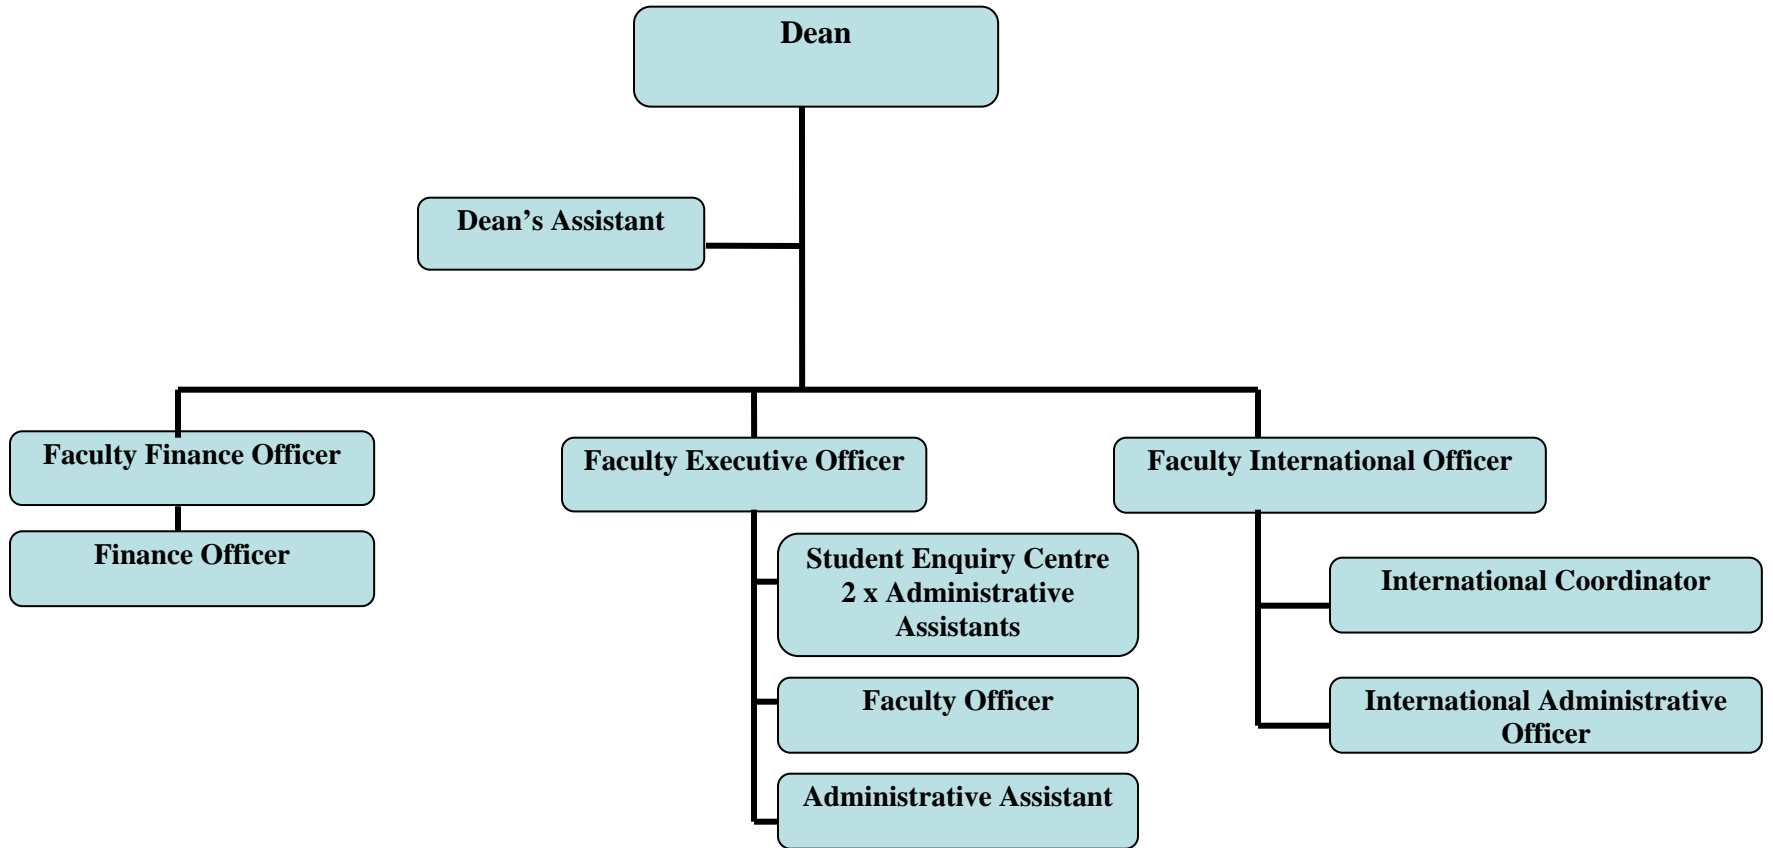 Dean
Dean’s Assistant
Faculty Finance Officer
Finance Officer
Faculty Executive Officer
Student Enquiry Centre
2 x Administrative
Assistants
Faculty Officer
Administrative Assistant
Faculty International Officer
International Coordinator
International Administrative
Officer